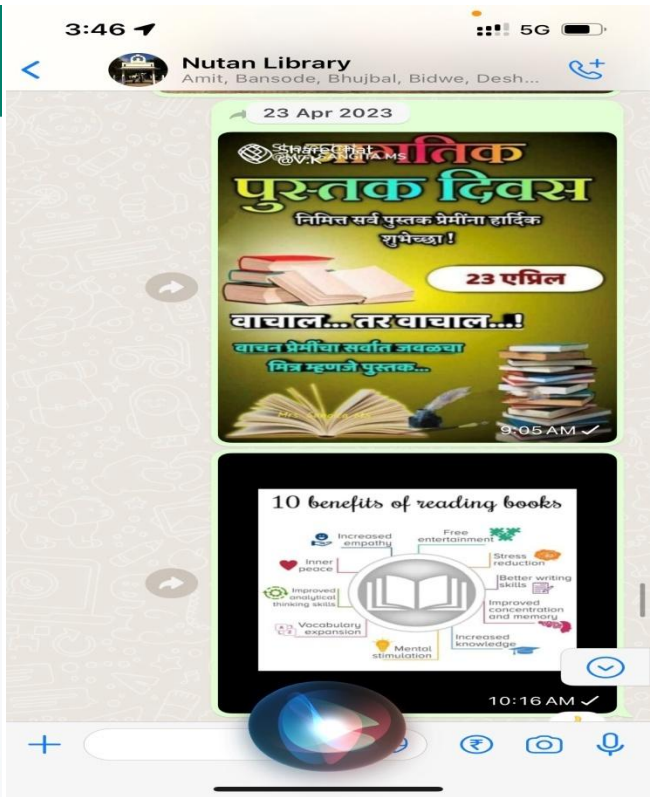 3:46
5G
Nutan Library
Amit, Bansode, Bhujbal, Bidwe, Desh...
23 Apr 2023
ShareChat
@V.K SANGITA MS
जागतिक
पुस्तक दिवस
निमित्त सर्व पुस्तक प्रेमींना हार्दिक
शुभेच्छा!
23 एप्रिल
वाचाल... तर वाचाल...!
वाचन प्रेमींचा सर्वात जवळचा
मित्र म्हणजे पुस्तक...
9:05 AM
10 benefits of reading books
Increased
empathy
Free
entertainment
Inner
peace
Stress
reduction
Improved
analytical
thinking skills
Better writing
skills
Vocabulary
expansion
Improved
concentration
and memory
Mental
stimulation
Increased
knowledge
10:16 AM
₹